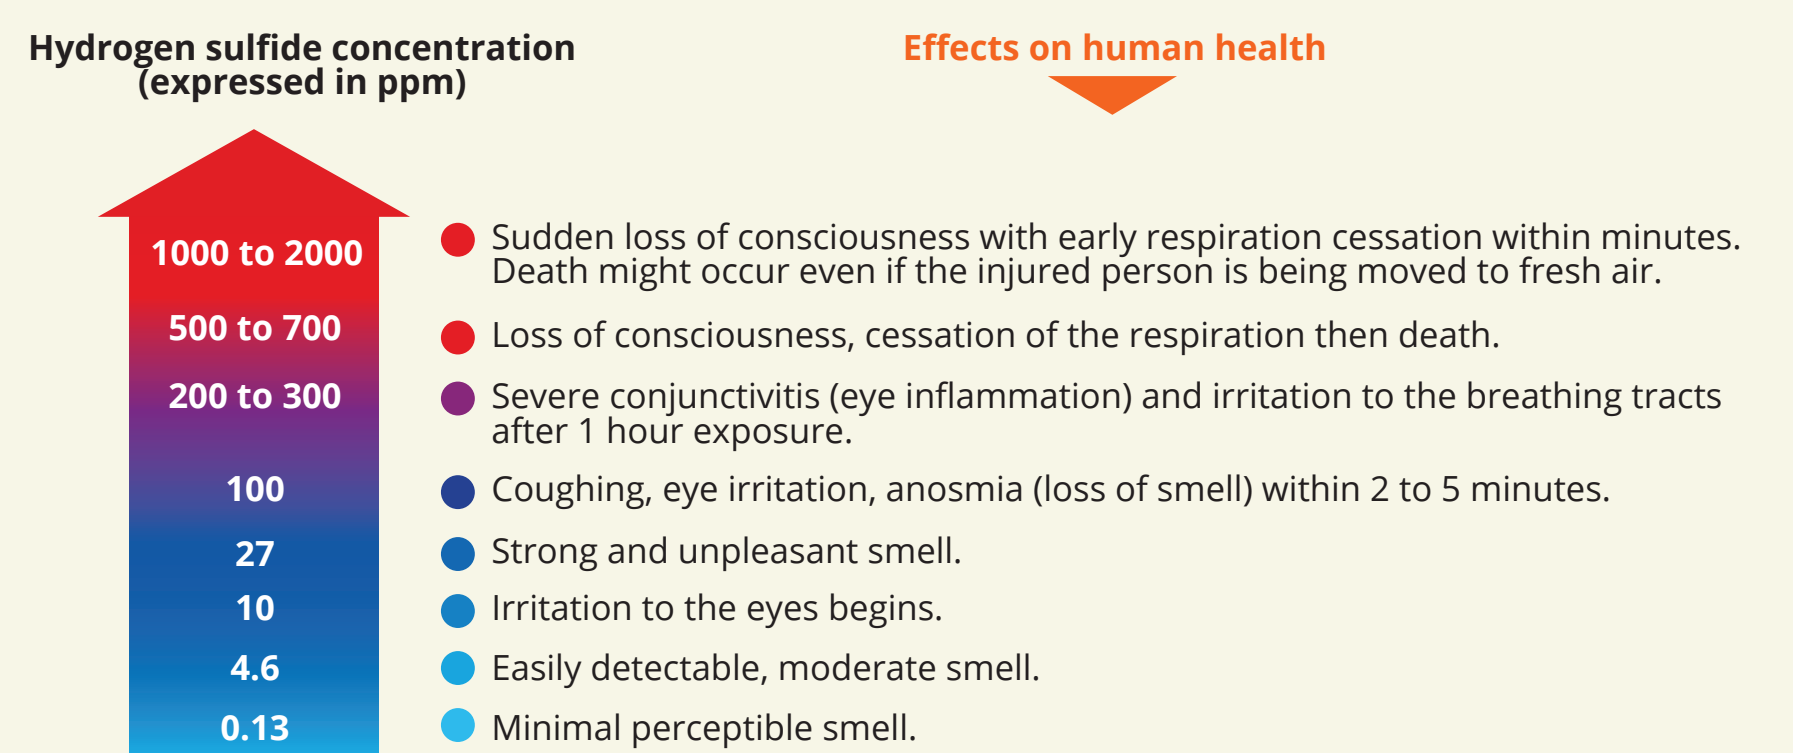 Hydrogen sulfide concentration
(expressed in ppm)
Effects on human health
1000 to 2000
Sudden loss of consciousness with early respiration cessation within minutes.
Death might occur even if the injured person is being moved to fresh air.
500 to 700
Loss of consciousness, cessation of the respiration then death.
200 to 300
Severe conjunctivitis (eye inflammation) and irritation to the breathing tracts
after 1 hour exposure.
100
Coughing, eye irritation, anosmia (loss of smell) within 2 to 5 minutes.
27
Strong and unpleasant smell.
10
Irritation to the eyes begins.
4.6
Easily detectable, moderate smell.
0.13
Minimal perceptible smell.